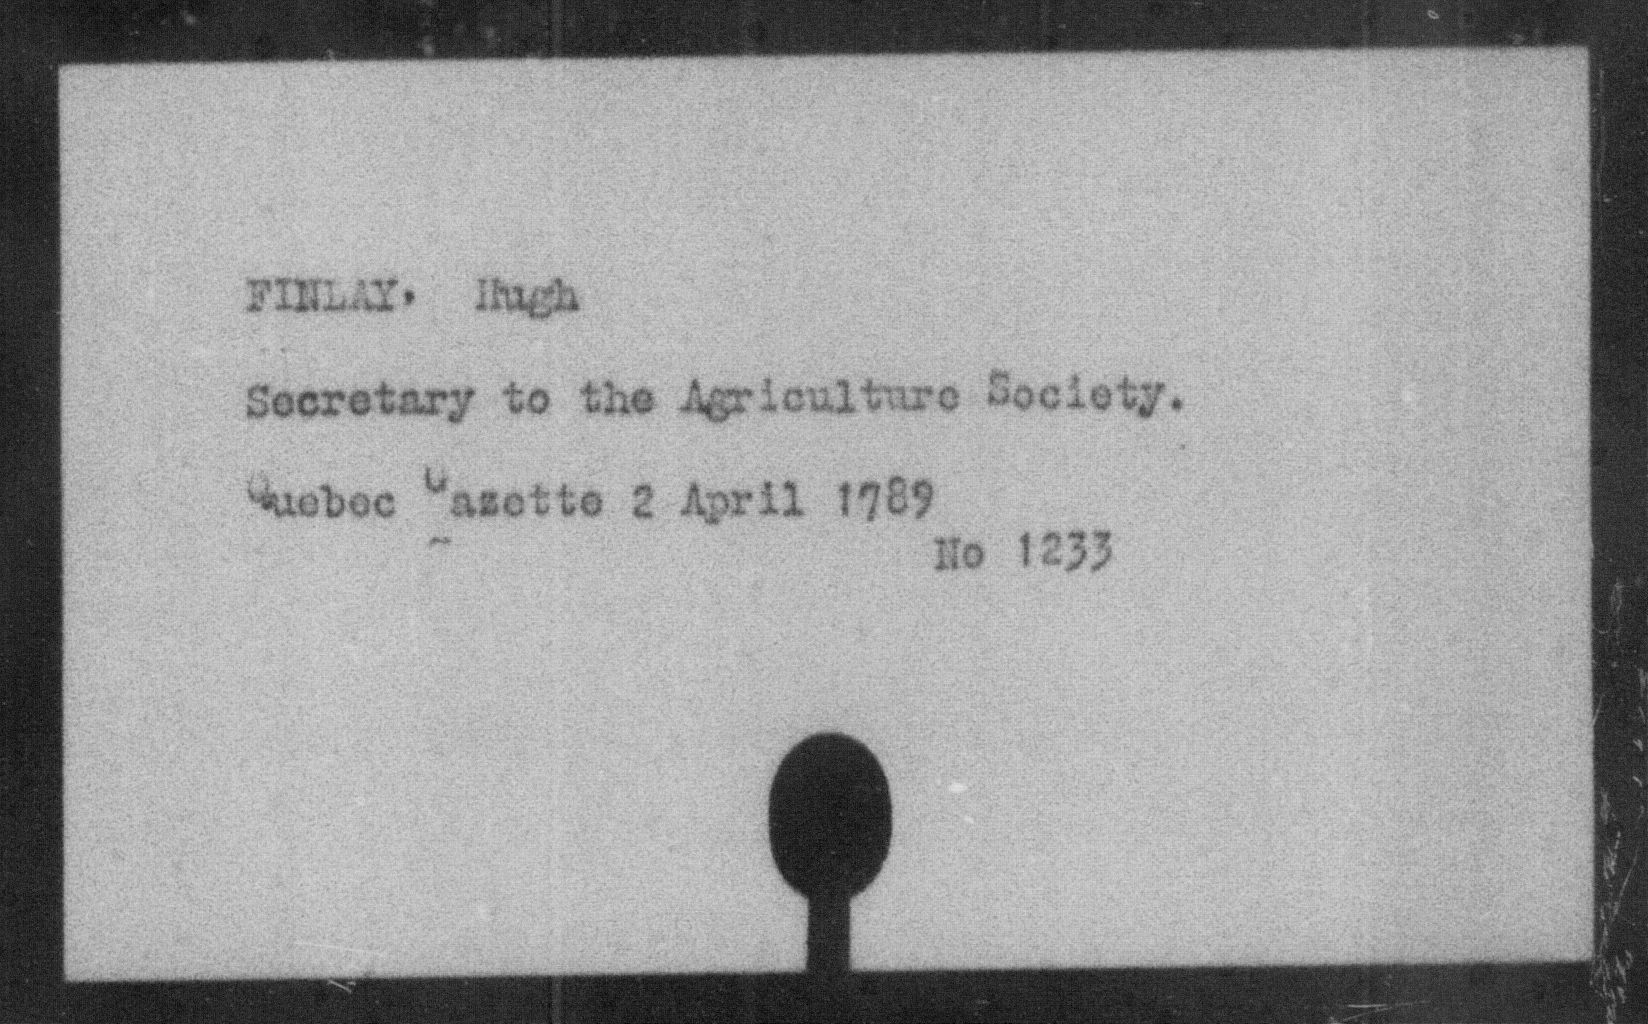 FINLAY, Hugh
Secretary to the Agriculture Society.
Quebec Gazette 2 April 1789
No 1233